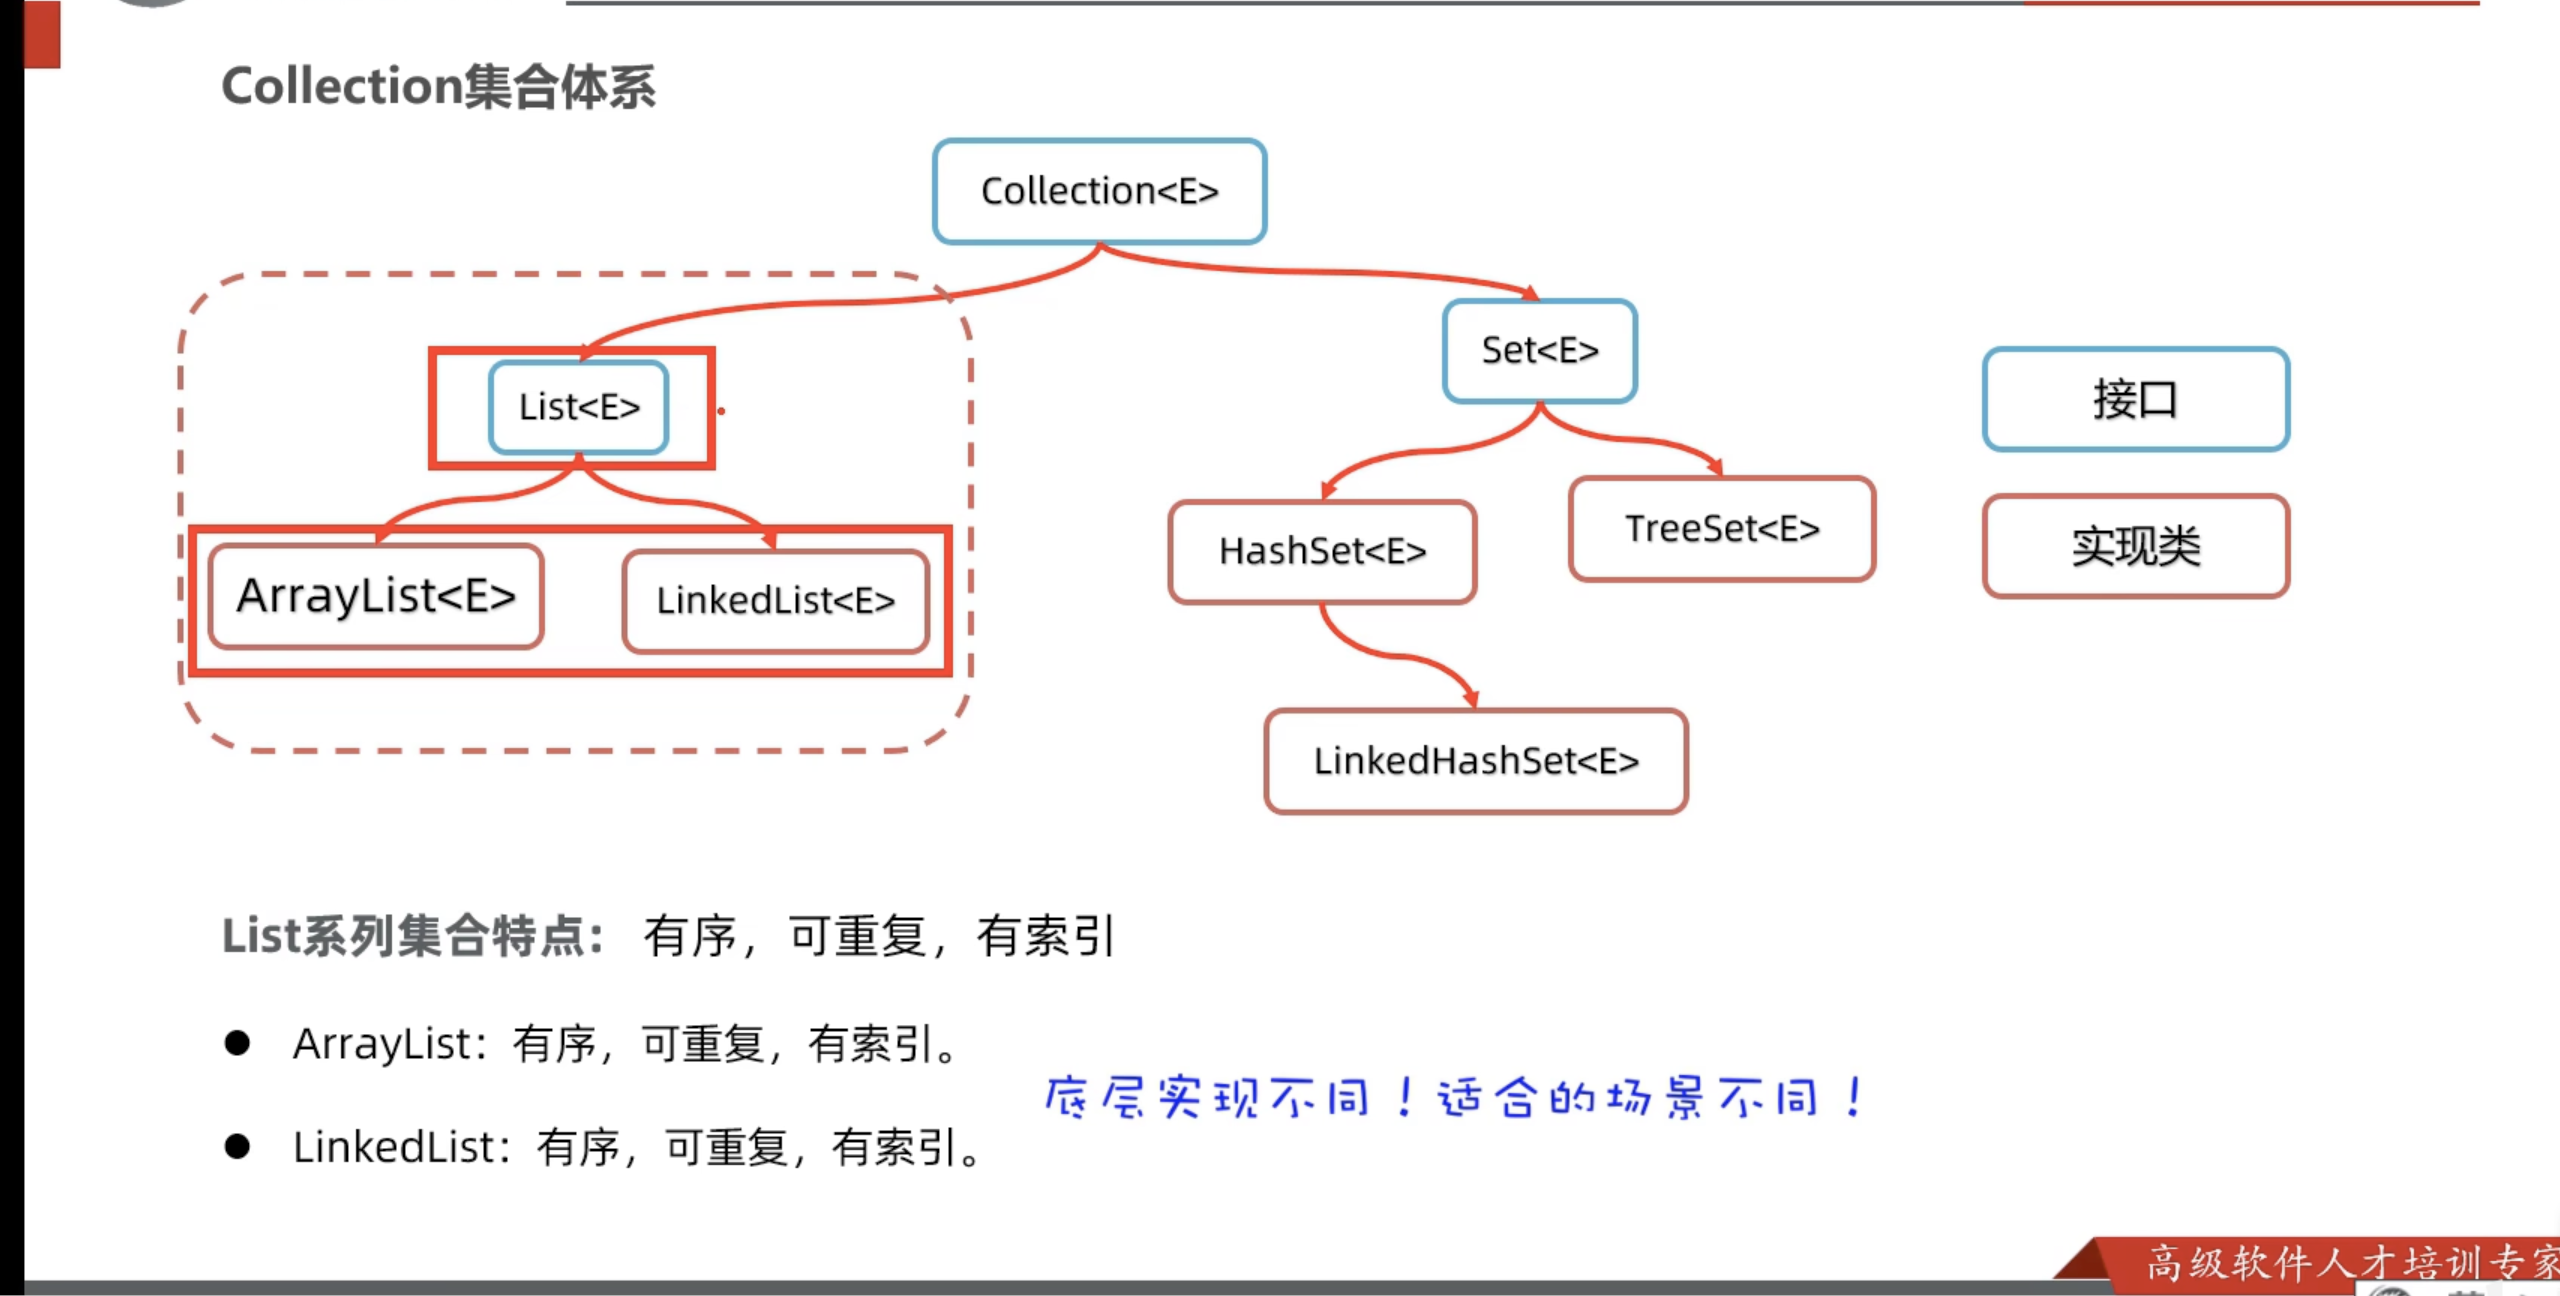 Collection集合体系
Collection<E>
List<E>
Set<E>
接口
ArrayList<E>
LinkedList<E>
HashSet<E>
TreeSet<E>
实现类
LinkedHashSet<E>
List系列集合特点： 有序，可重复，有索引
ArrayList：有序，可重复，有索引。
底层实现不同！适合的场景不同！
LinkedList：有序，可重复，有索引。
高级软件人才培训专家